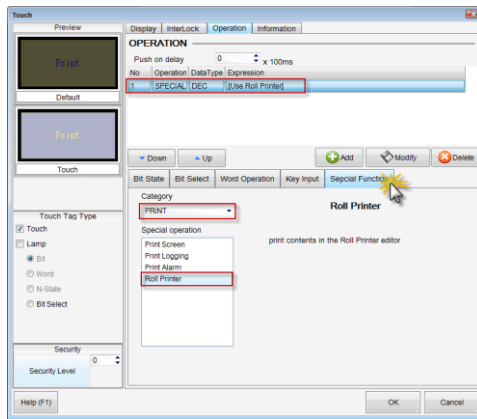 Touch
Preview
Print
Default
Print
Touch
Touch Tag Type
Touch
Lamp
Bit
Word
N-State
Bit Select
Security
Security Level
0
Help (F1)
Display InterLock Operation Information
OPERATION
Push on delay 0 x 100ms
No Operation DataType Expression
1 SPECIAL DEC [Use Roll Printer]
Down Up Add Modify Delete
Bit State Bit Select Word Operation Key Input Sepcial Function
Category
PRINT
Roll Printer
Special operation
Print Screen
Print Logging
Print Alarm
Roll Printer
print contents in the Roll Printer editor
OK Cancel